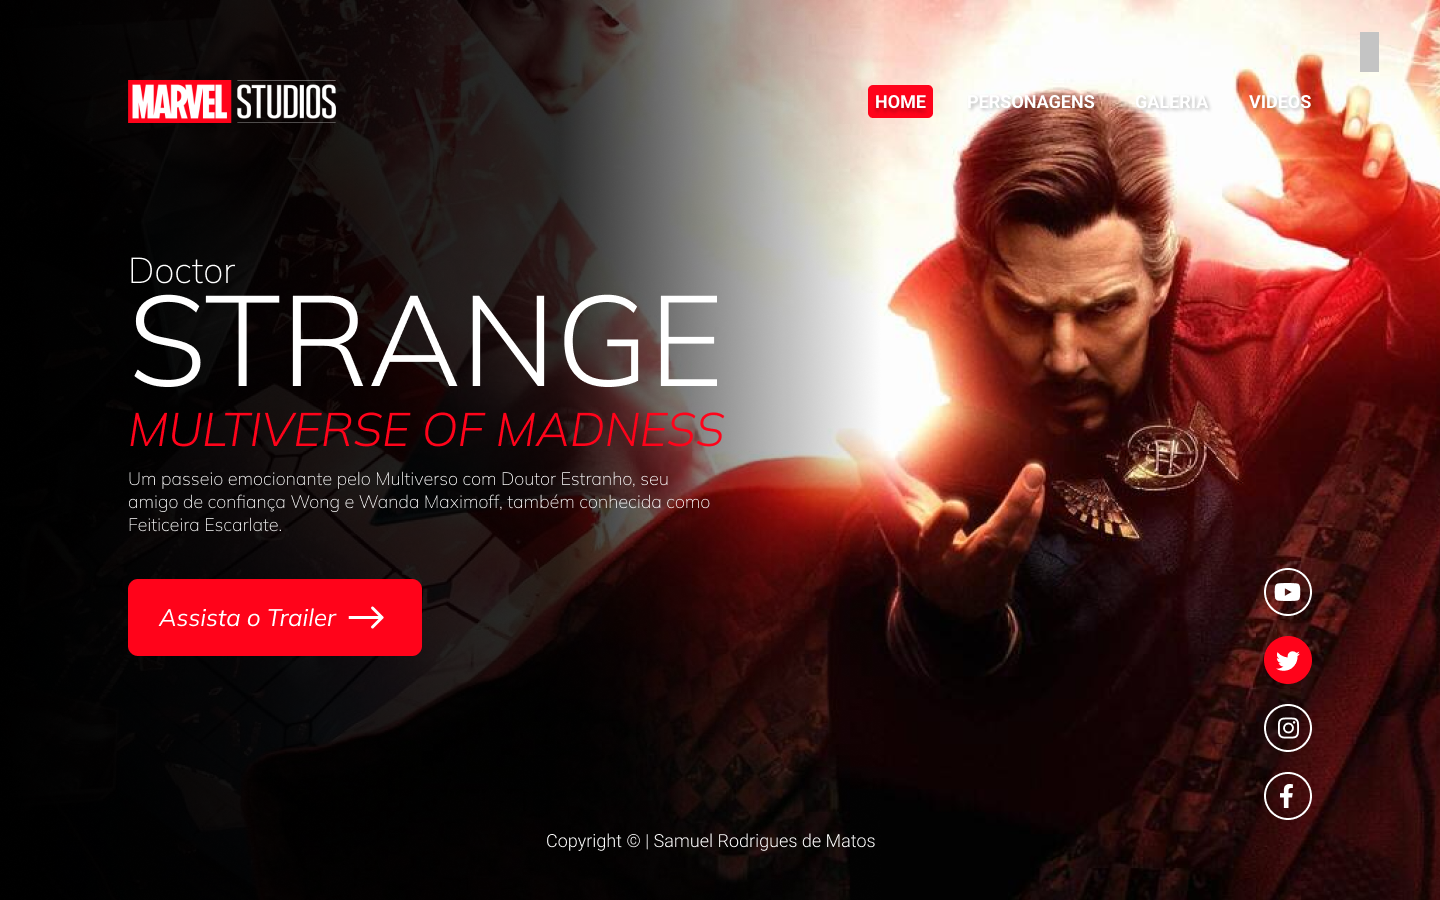 MARVEL STUDIOS
HOME PERSONAGENS GALERIA VIDEOS
Doctor
STRANGE
MULTIVERSE OF MADNESS
Um passeio emocionante pelo Multiverso com Doutor Estranho, seu
amigo de confiança Wong e Wanda Maximoff, também conhecida como
Feiticeira Escarlate.
Assista o Trailer
Copyright © | Samuel Rodrigues de Matos